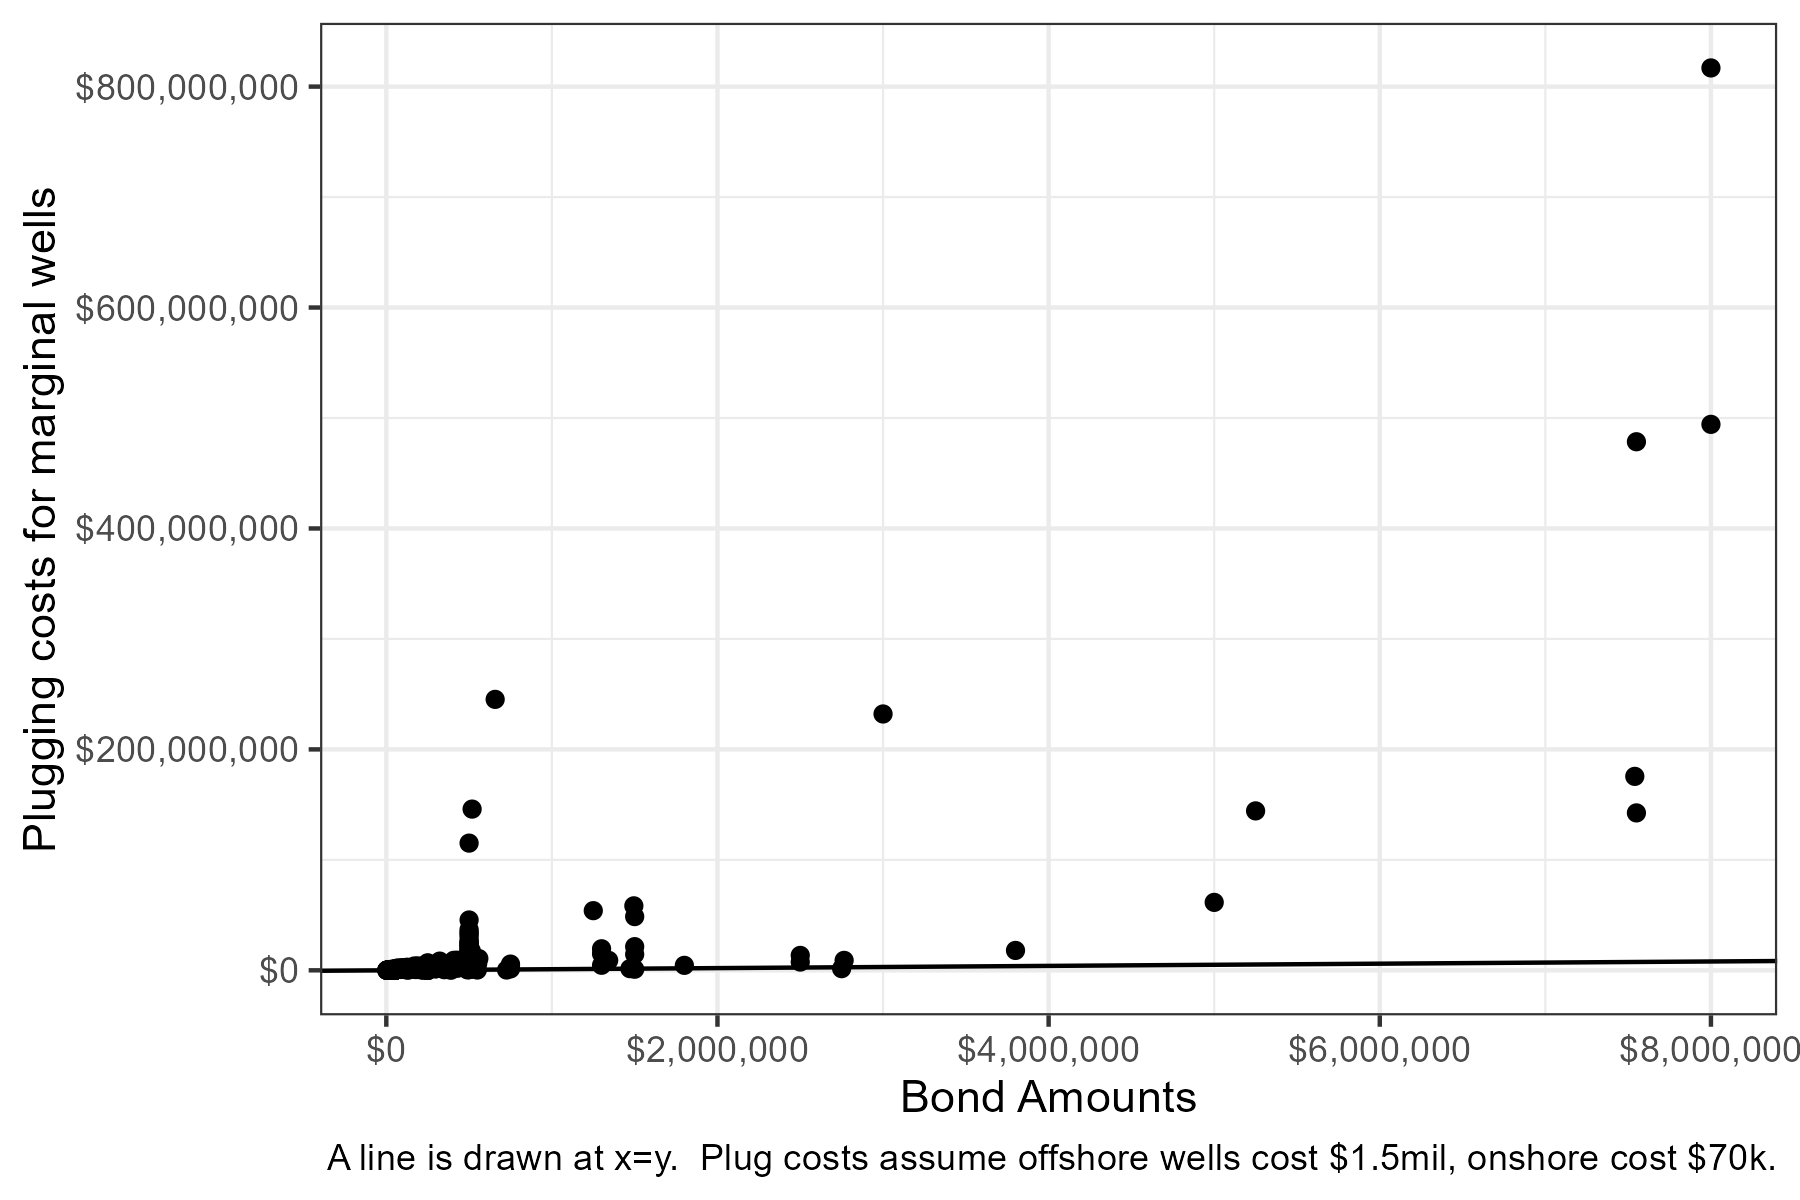 $800,000,000
$600,000,000
$400,000,000
$200,000,000
$0
Plugging costs for marginal wells
$0 $2,000,000 $4,000,000 $6,000,000 $8,000,000
Bond Amounts
A line is drawn at x=y.  Plug costs assume offshore wells cost $1.5mil, onshore cost $70k.